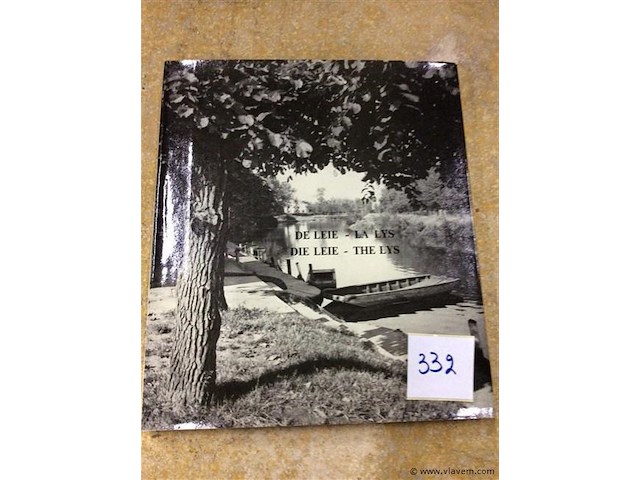 DE LEIE - LA LYS
DIE LEIE - THE LYS
332
© www.vlavem.com